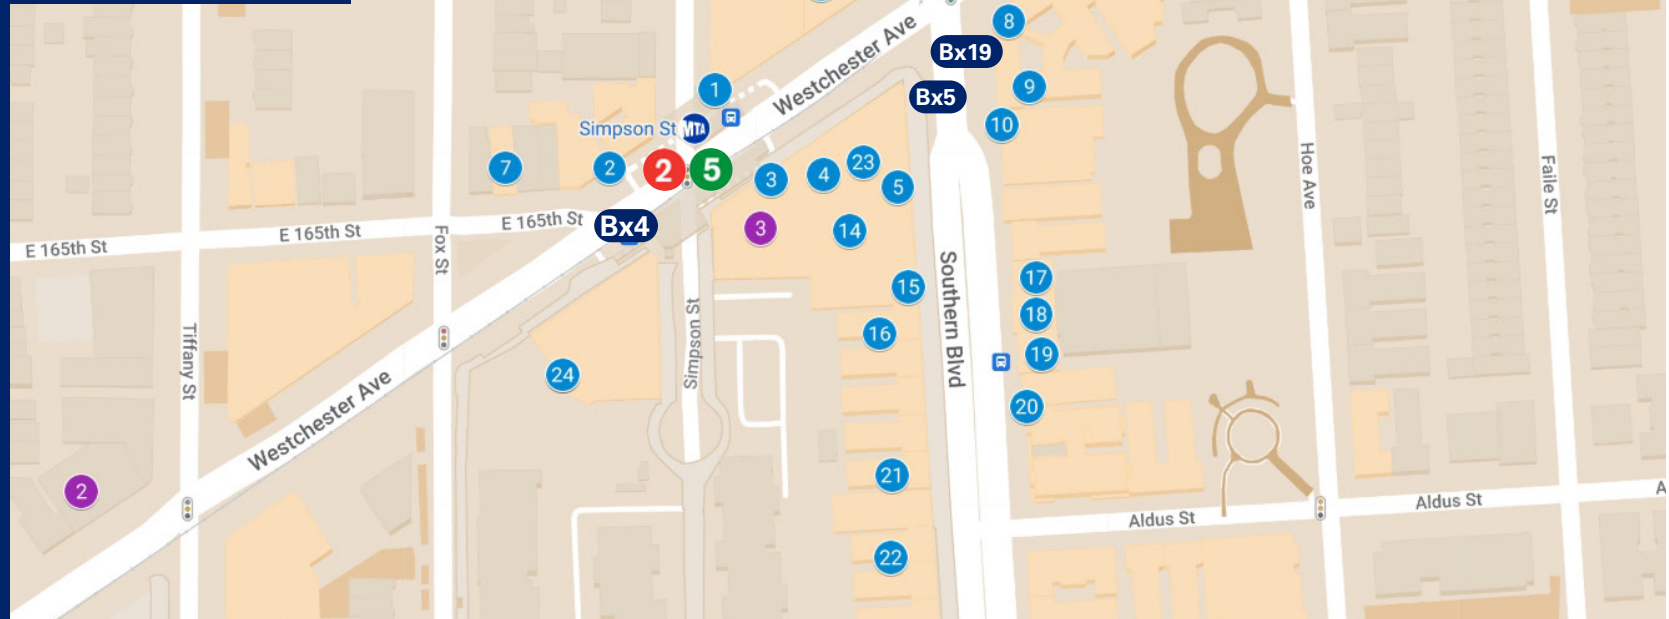 8
Westchester Ave
Bx19
1
9
Bx5
10
Simpson St
MTA
7
2
2
5
3
4
23
5
Hoe Ave
Faile St
E 165th St
E 165th St
E 165th St
Bx4
3
14
Fox St
15
17
Southern Blvd
18
16
19
Simpson St
Tiffany St
24
Westchester Ave
20
21
2
Aldus St
Aldus St
A
22